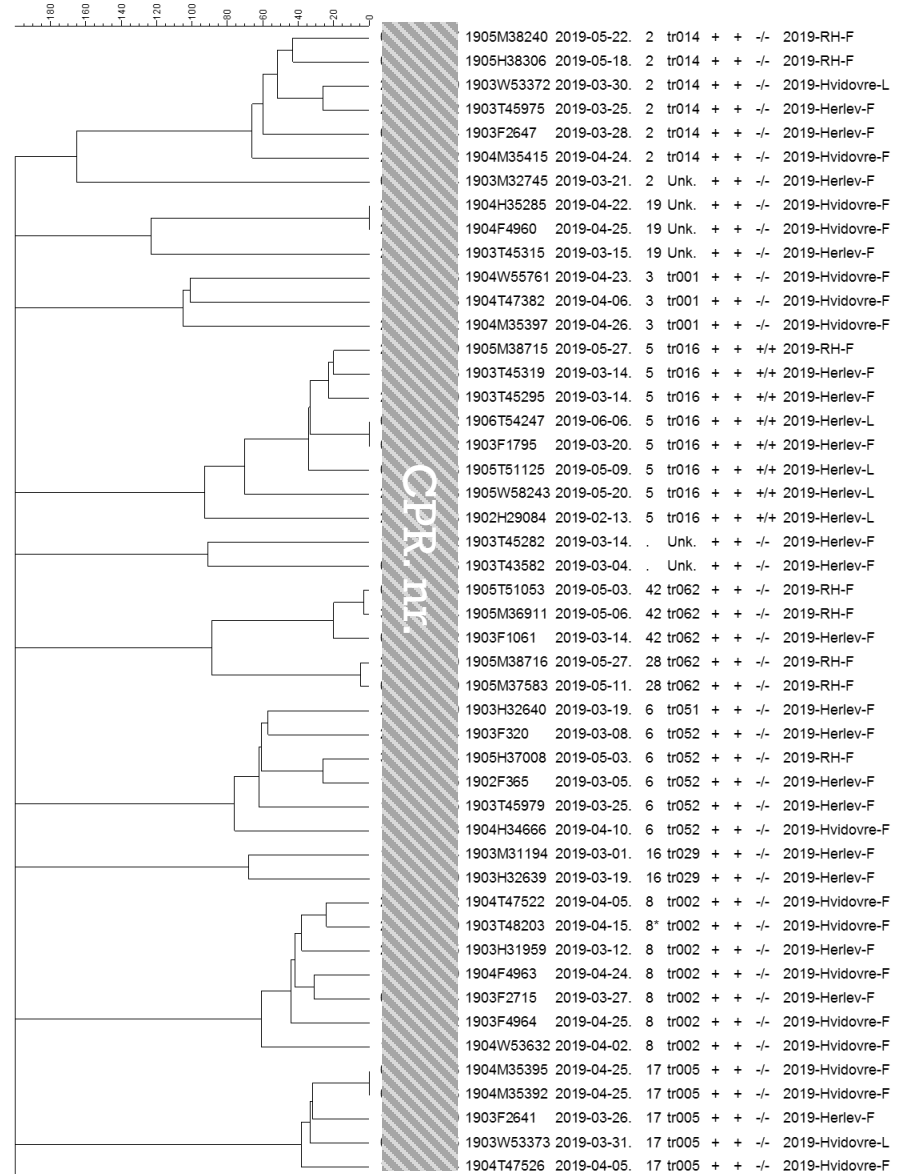 180 160 140 120 100 80 60 40 20 0
1905M38240 2019-05-22. 2 tr014 + + -/- 2019-RH-F
1905H38306 2019-05-18. 2 tr014 + + -/- 2019-RH-F
1903W53372 2019-03-30. 2 tr014 + + -/- 2019-Hvidovre-L
1903T45975 2019-03-25. 2 tr014 + + -/- 2019-Herlev-F
1903F2647 2019-03-28. 2 tr014 + + -/- 2019-Herlev-F
1904M35415 2019-04-24. 2 tr014 + + -/- 2019-Hvidovre-F
1903M32745 2019-03-21. 2 Unk. + + -/- 2019-Herlev-F
1904H35285 2019-04-22. 19 Unk. + + -/- 2019-Hvidovre-F
1904F4960 2019-04-25. 19 Unk. + + -/- 2019-Hvidovre-F
1903T45315 2019-03-15. 19 Unk. + + -/- 2019-Herlev-F
1904W55761 2019-04-23. 3 tr001 + + -/- 2019-Hvidovre-F
1904T47382 2019-04-06. 3 tr001 + + -/- 2019-Hvidovre-F
1904M35397 2019-04-26. 3 tr001 + + -/- 2019-Hvidovre-F
1905M38715 2019-05-27. 5 tr016 + + +/+ 2019-RH-F
1903T45319 2019-03-14. 5 tr016 + + +/+ 2019-Herlev-F
1903T45295 2019-03-14. 5 tr016 + + +/+ 2019-Herlev-F
1906T54247 2019-06-06. 5 tr016 + + +/+ 2019-Herlev-L
1903F1795 2019-03-20. 5 tr016 + + +/+ 2019-Herlev-F
1905T51125 2019-05-09. 5 tr016 + + +/+ 2019-Herlev-L
1905W58243 2019-05-20. 5 tr016 + + +/+ 2019-Herlev-L
1902H29084 2019-02-13. 5 tr016 + + +/+ 2019-Herlev-L
CPR. nr.
1903T45282 2019-03-14. . Unk. + + -/- 2019-Herlev-F
1903T43582 2019-03-04. . Unk. + + -/- 2019-Herlev-F
1905T51053 2019-05-03. 42 tr062 + + -/- 2019-RH-F
1905M36911 2019-05-06. 42 tr062 + + -/- 2019-RH-F
1903F1061 2019-03-14. 42 tr062 + + -/- 2019-Herlev-F
1905M38716 2019-05-27. 28 tr062 + + -/- 2019-RH-F
1905M37583 2019-05-11. 28 tr062 + + -/- 2019-RH-F
1903H32640 2019-03-19. 6 tr051 + + -/- 2019-Herlev-F
1903F320 2019-03-08. 6 tr052 + + -/- 2019-Herlev-F
1905H37008 2019-05-03. 6 tr052 + + -/- 2019-RH-F
1902F365 2019-03-05. 6 tr052 + + -/- 2019-Herlev-F
1903T45979 2019-03-25. 6 tr052 + + -/- 2019-Herlev-F
1904H34666 2019-04-10. 6 tr052 + + -/- 2019-Hvidovre-F
1903M31194 2019-03-01. 16 tr029 + + -/- 2019-Herlev-F
1903H32639 2019-03-19. 16 tr029 + + -/- 2019-Herlev-F
1904T47522 2019-04-05. 8 tr002 + + -/- 2019-Hvidovre-F
1903T48203 2019-04-15. 8* tr002 + + -/- 2019-Hvidovre-F
1903H31959 2019-03-12. 8 tr002 + + -/- 2019-Herlev-F
1904F4963 2019-04-24. 8 tr002 + + -/- 2019-Hvidovre-F
1903F2715 2019-03-27. 8 tr002 + + -/- 2019-Herlev-F
1903F4964 2019-04-25. 8 tr002 + + -/- 2019-Hvidovre-F
1904W53632 2019-04-02. 8 tr002 + + -/- 2019-Hvidovre-F
1904M35395 2019-04-25. 17 tr005 + + -/- 2019-Hvidovre-F
1904M35392 2019-04-25. 17 tr005 + + -/- 2019-Hvidovre-F
1903F2641 2019-03-26. 17 tr005 + + -/- 2019-Herlev-F
1903W53373 2019-03-31. 17 tr005 + + -/- 2019-Hvidovre-L
1904T47526 2019-04-05. 17 tr005 + + -/- 2019-Hvidovre-F